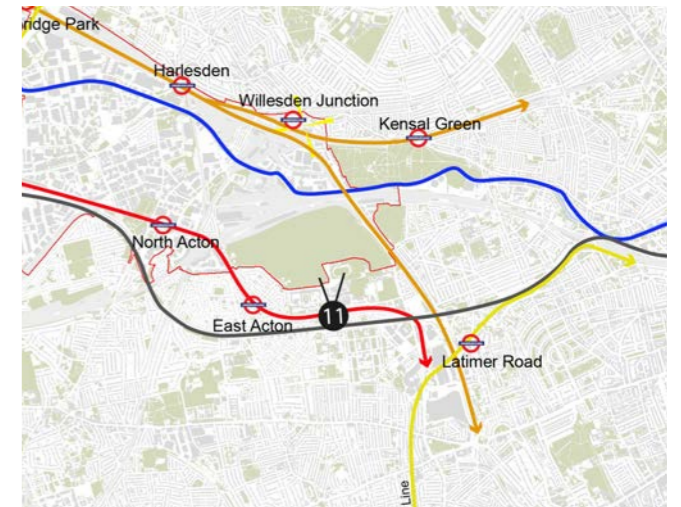 ridge Park
Harlesden
Willesden Junction
Kensal Green
North Acton
East Acton
11
Latimer Road
Line